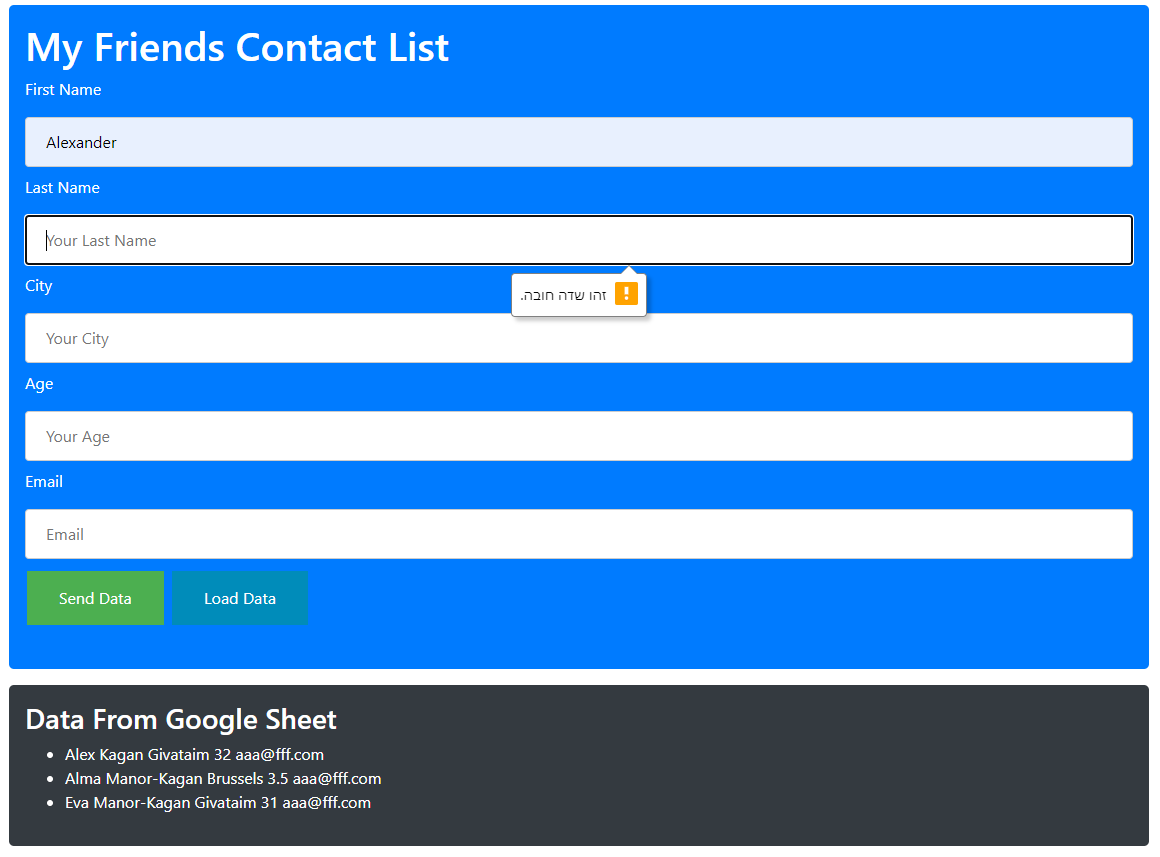 My Friends Contact List
First Name
Alexander
Last Name
Your Last Name
זהו שדה חובה.
City
Your City
Age
Your Age
Email
Email
Send Data
Load Data
Data From Google Sheet
Alex Kagan Givataim 32 aaa@fff.com
Alma Manor-Kagan Brussels 3.5 aaa@fff.com
Eva Manor-Kagan Givataim 31 aaa@fff.com